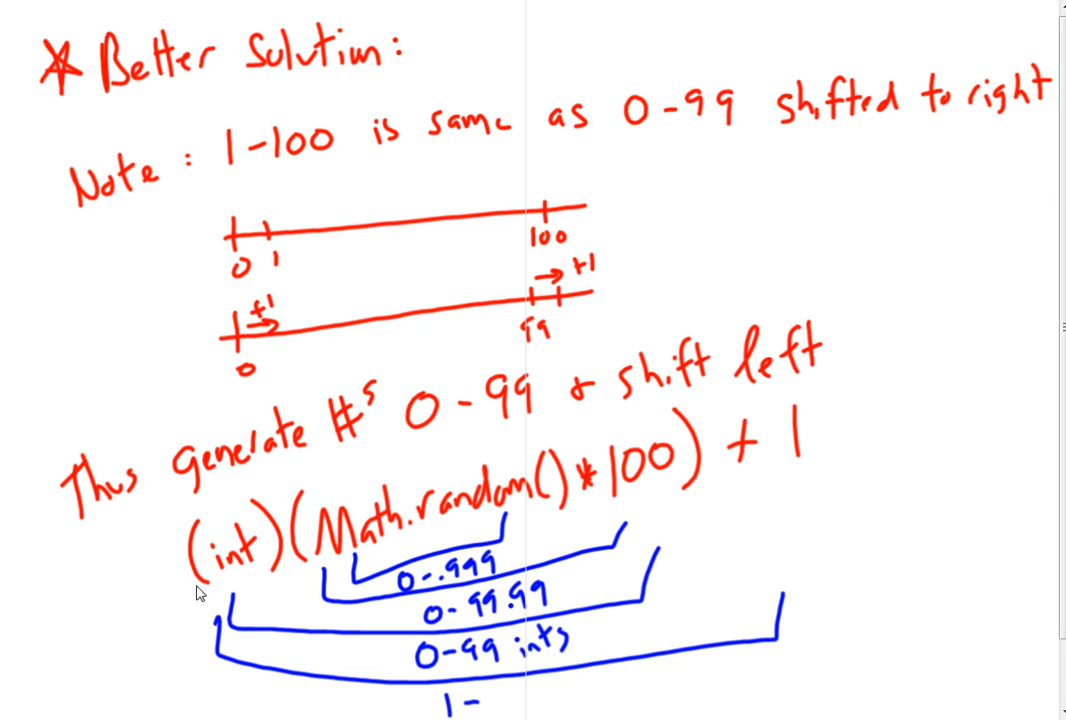 * Better Solution:
Note: 1-100 is same as 0-99 shifted to right
0 1 100
+1 +1
0 99
Thus generate #s 0-99 & shift left
(int)(Math.random()*100) + 1
0-.999
0-99.99
0-99 ints
1-